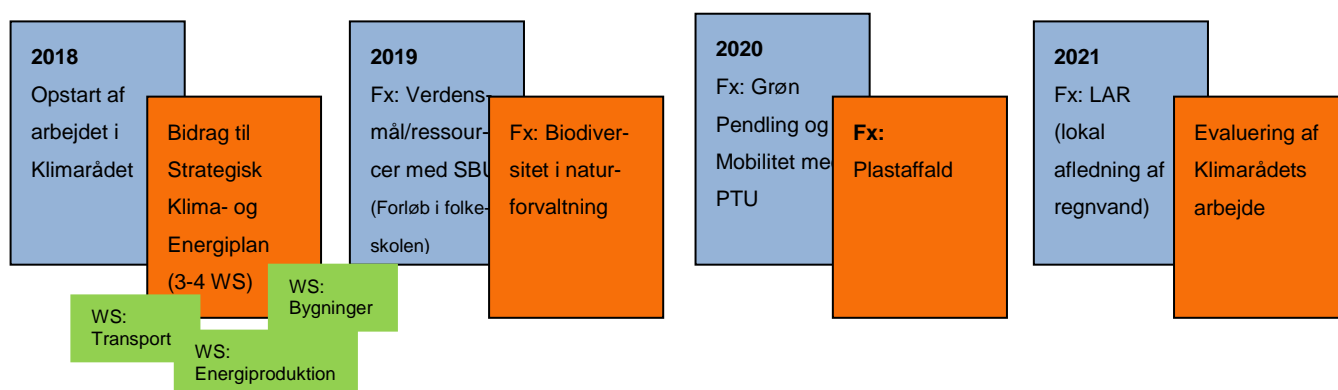 2018
Opstart af
arbejdet i
Klimarådet
Bidrag til
Strategisk
Klima- og
Energiplan
(3-4 WS)
WS:
Transport
WS:
Energiproduktion
WS:
Bygninger
2019
Fx: Verdens-
mål/ressour-
cer med SBU
(Forløb i folke-
skolen)
Fx: Biodiver-
sitet i natur-
forvaltning
2020
Fx: Grøn
Pendling og
Mobilitet med
PTU
Fx:
Plastaffald
2021
Fx: LAR
(lokal
afledning af
regnvand)
Evaluering af
Klimarådets
arbejde